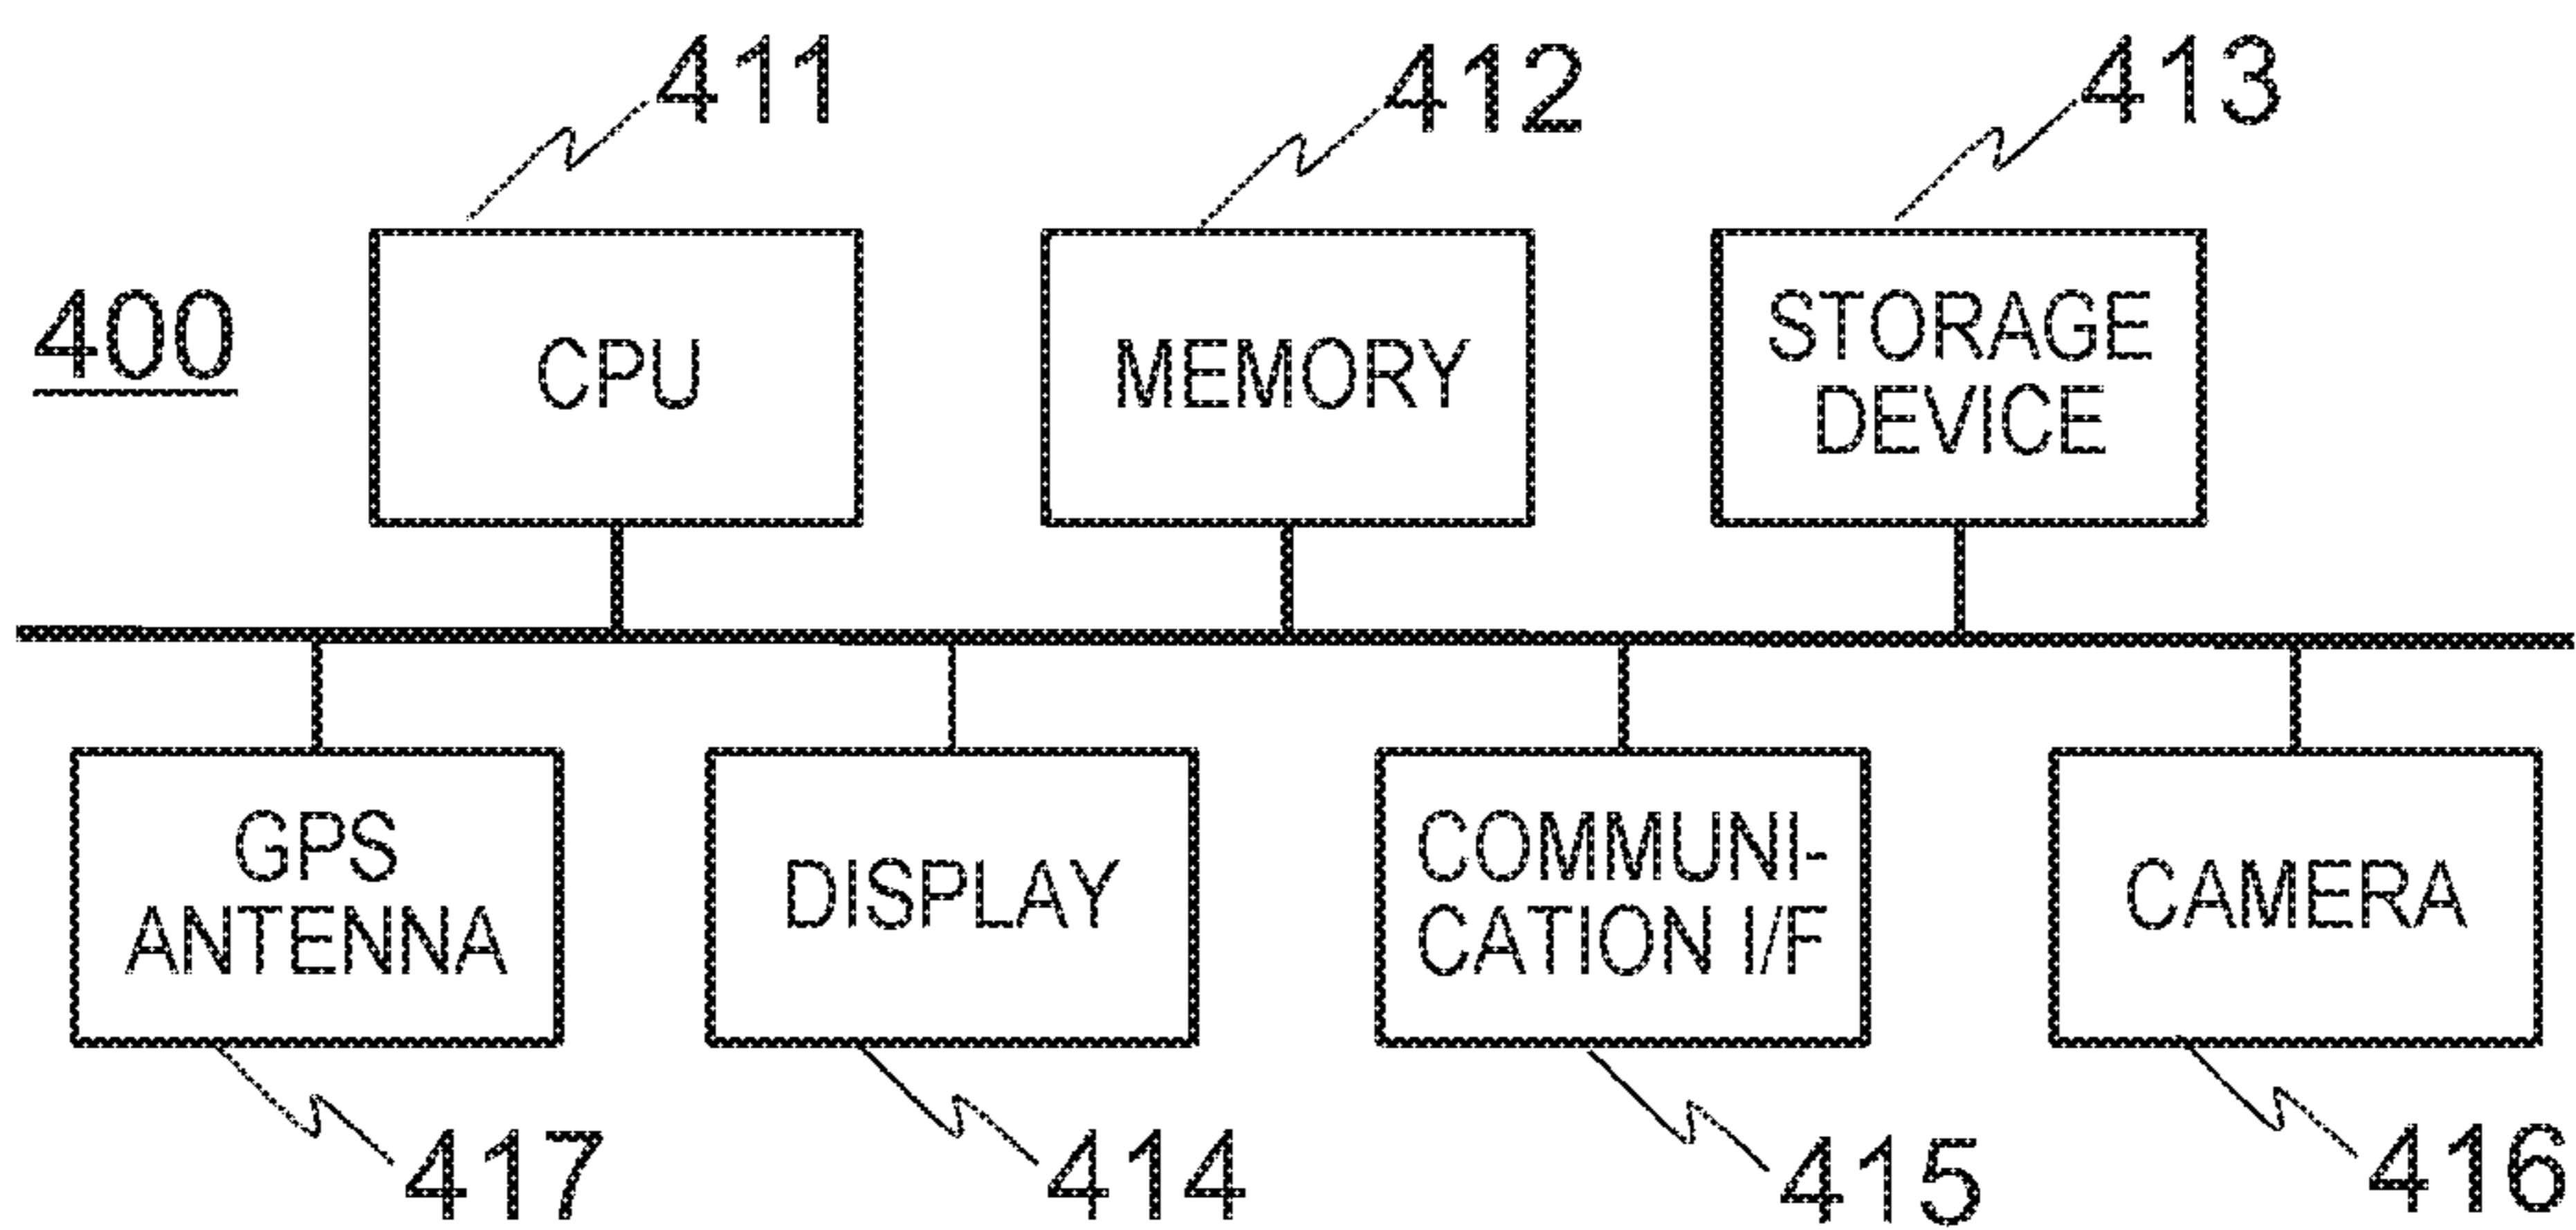 411
412
413
400
CPU
MEMORY
STORAGE
DEVICE
GPS
ANTENNA
DISPLAY
COMMUNI-
CATION I/F
CAMERA
417
414
415
416